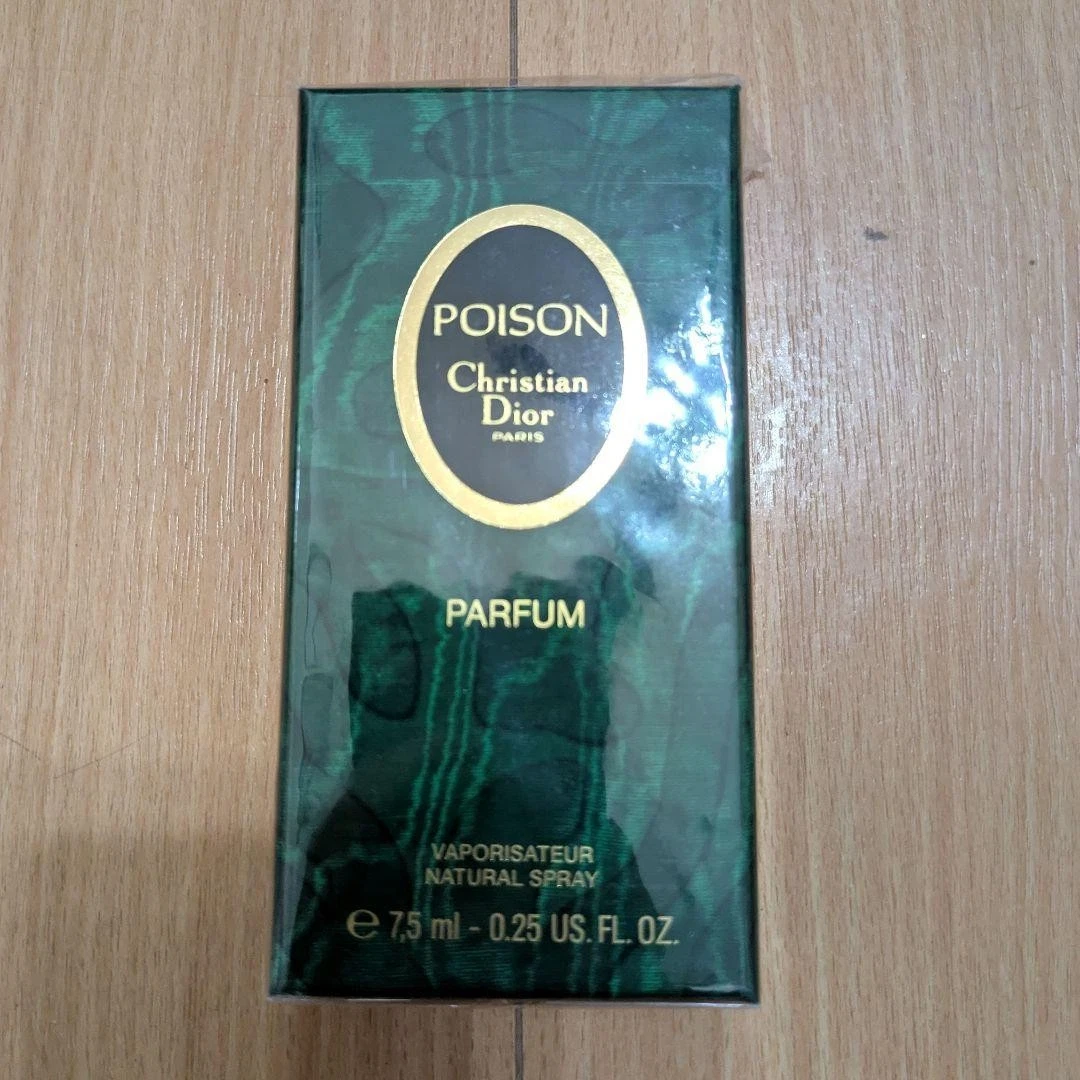 POISON
Christian
Dior
PARIS
PARFUM
VAPORISATEUR
NATURAL SPRAY
℮ 7,5 ml - 0.25 US. FL. OZ.